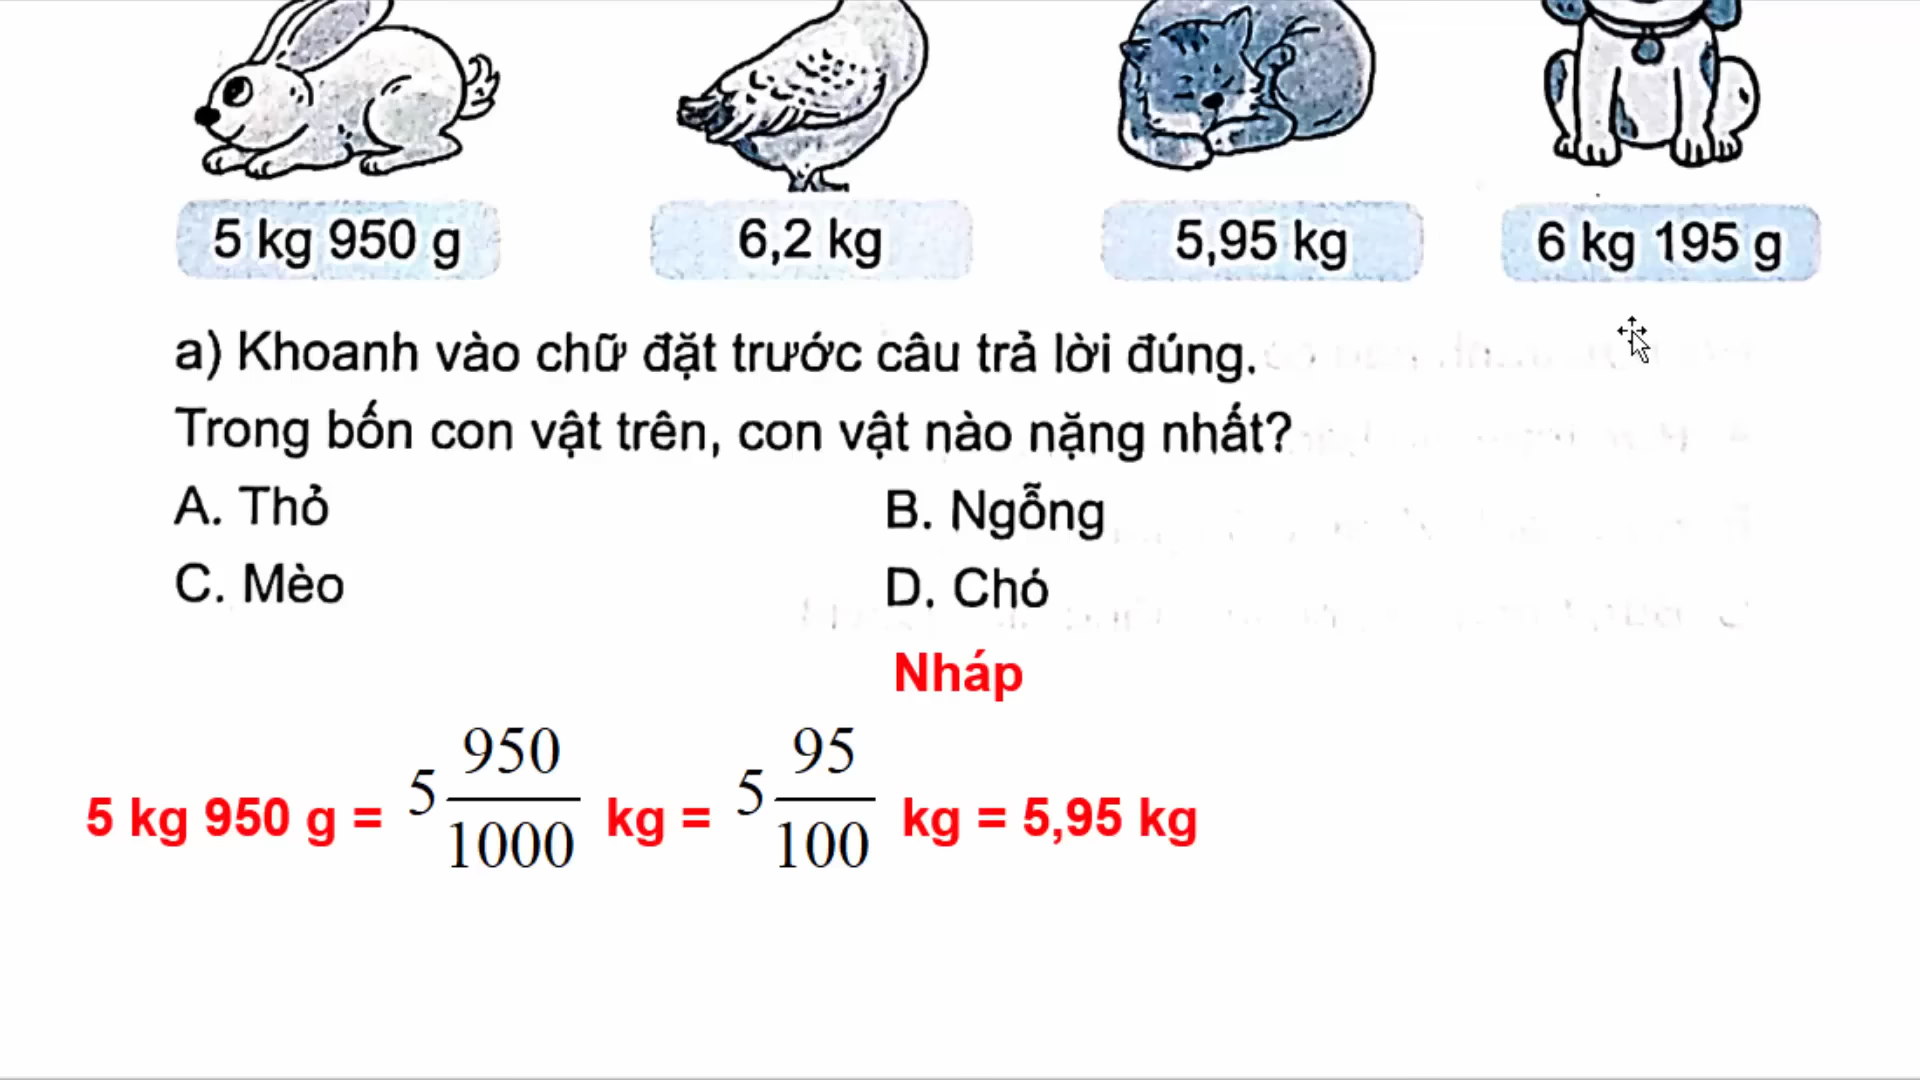 5 kg 950 g 6,2 kg 5,95 kg 6 kg 195 g
a) Khoanh vào chữ đặt trước câu trả lời đúng.
Trong bốn con vật trên, con vật nào nặng nhất?
A. Thỏ B. Ngỗng
C. Mèo D. Chó
Nháp
5 kg 950 g = 5 950/1000 kg = 5 95/100 kg = 5,95 kg